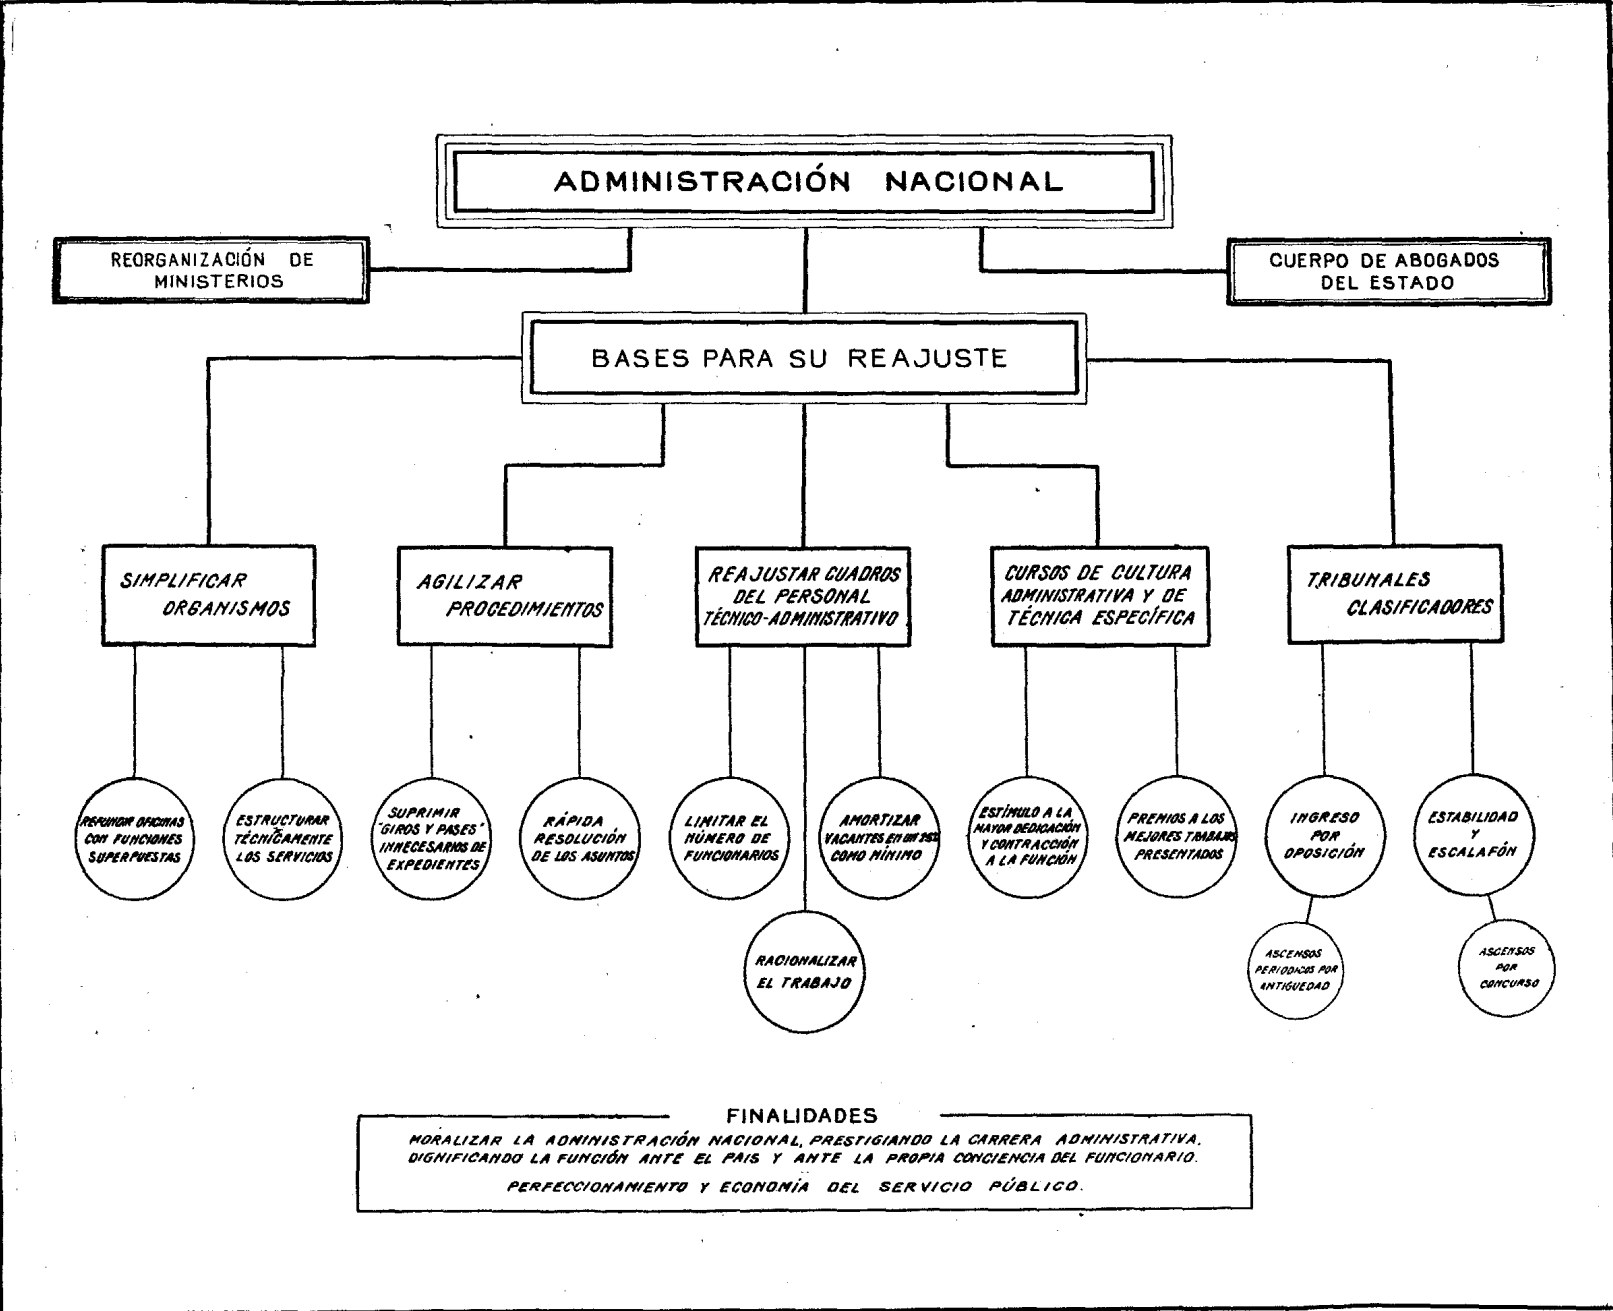 ADMINISTRACIÓN NACIONAL
REORGANIZACIÓN DE
MINISTERIOS
CUERPO DE ABOGADOS
DEL ESTADO
BASES PARA SU REAJUSTE
SIMPLIFICAR
ORGANISMOS
AGILIZAR
PROCEDIMIENTOS
REAJUSTAR CUADROS
DEL PERSONAL
TÉCNICO-ADMINISTRATIVO
CURSOS DE CULTURA
ADMINISTRATIVA Y DE
TÉCNICA ESPECÍFICA
TRIBUNALES
CLASIFICADORES
REFUNDIR OFICINAS
CON FUNCIONES
SUPERPUESTAS
ESTRUCTURAR
TÉCNICAMENTE
LOS SERVICIOS
SUPRIMIR
"GIROS Y PASES"
INNECESARIOS DE
EXPEDIENTES
RÁPIDA
RESOLUCIÓN
DE LOS ASUNTOS
LIMITAR EL
NÚMERO DE
FUNCIONARIOS
AMORTIZAR
VACANTES EN UN
COMO MÍNIMO
ESTÍMULO A LA
MAYOR DEDICACIÓN
Y CONTRACCIÓN
A LA FUNCIÓN
PREMIOS A LOS
MEJORES TRABAJOS
PRESENTADOS
INGRESO
POR
OPOSICIÓN
ESTABILIDAD
Y
ESCALAFÓN
RACIONALIZAR
EL TRABAJO
ASCENSOS
PERIODICOS POR
ANTIGUEDAD
ASCENSOS
POR
CONCURSO
FINALIDADES
MORALIZAR LA ADMINISTRACIÓN NACIONAL, PRESTIGIANDO LA CARRERA ADMINISTRATIVA.
DIGNIFICANDO LA FUNCIÓN ANTE EL PAIS Y ANTE LA PROPIA CONCIENCIA DEL FUNCIONARIO.
PERFECCIONAMIENTO Y ECONOMÍA DEL SERVICIO PÚBLICO.